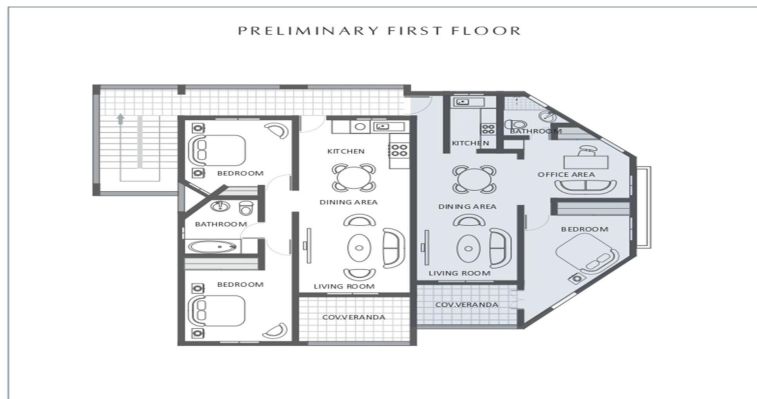 PRELIMINARY FIRST FLOOR
BEDROOM
KITCHEN
DINING AREA
BATHROOM
BEDROOM
LIVING ROOM
COV.VERANDA
KITCHEN
BATHROOM
OFFICE AREA
DINING AREA
BEDROOM
LIVING ROOM
COV.VERANDA